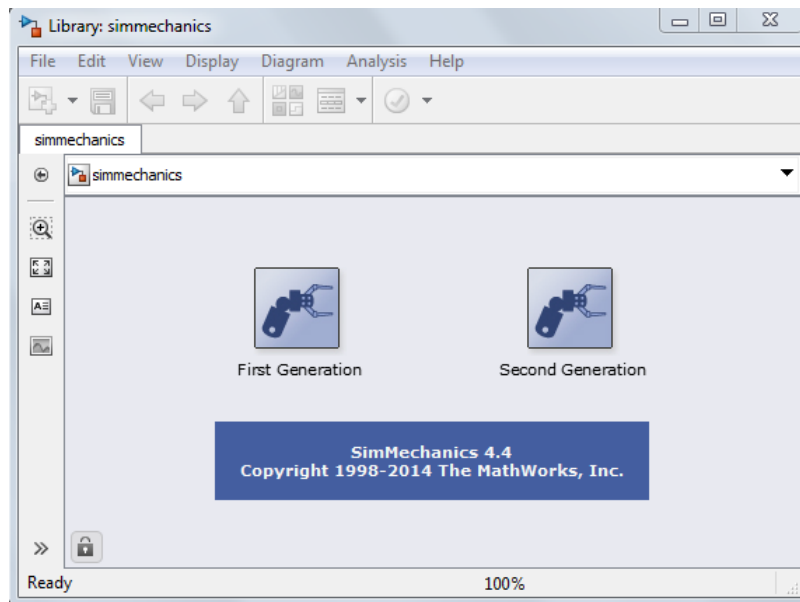 Library: simmechanics
File Edit View Display Diagram Analysis Help
simmechanics
simmechanics
First Generation Second Generation
SimMechanics 4.4
Copyright 1998-2014 The MathWorks, Inc.
Ready 100%